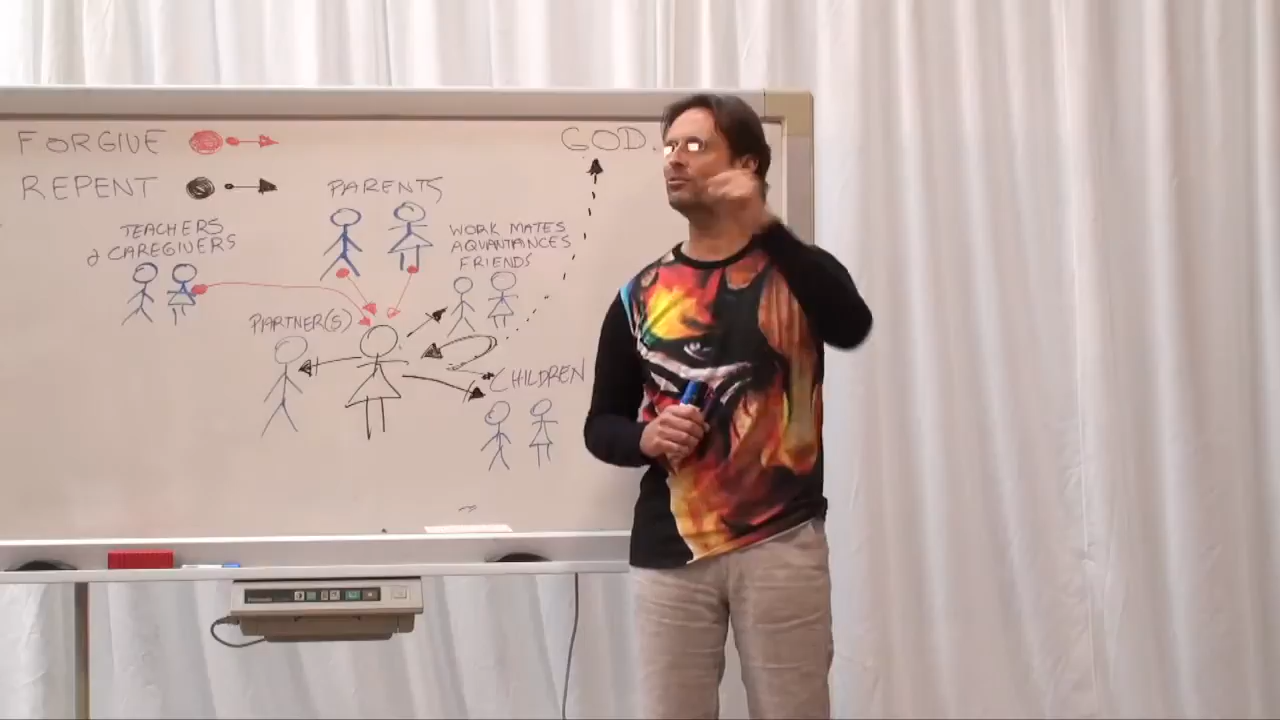 FORGIVE
REPENT
GOD.
PARENTS
TEACHERS
& CAREGIVERS
WORK MATES
AQUANTANCES
FRIENDS
PARTNER(S)
CHILDREN